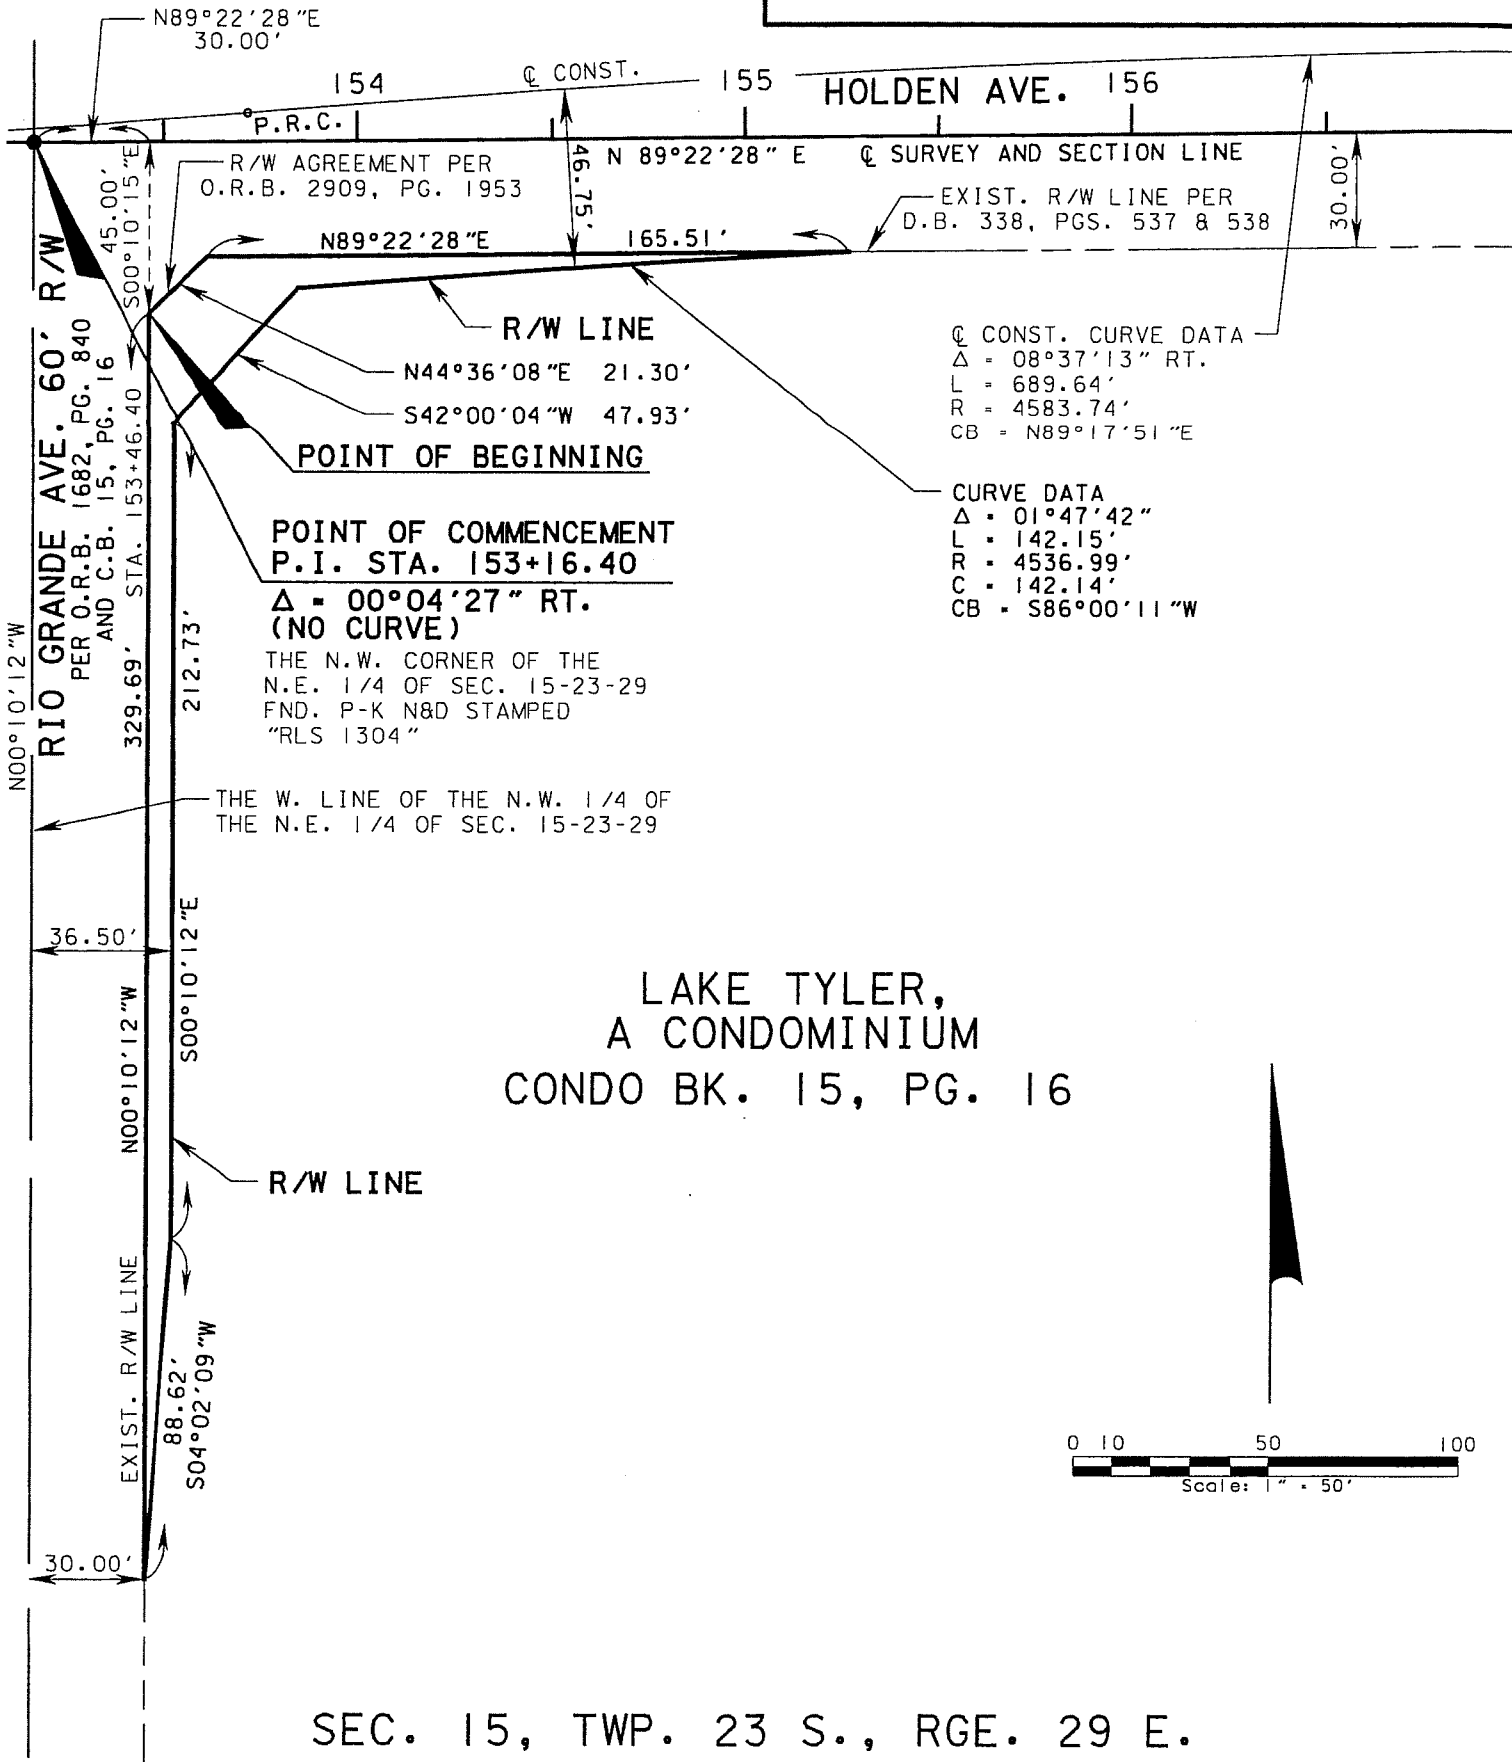 N89°22'28"E
30.00'
154
℄ CONST.
155
HOLDEN AVE.
156
P.R.C.
R/W AGREEMENT PER
O.R.B. 2909, PG. 1953
46.75'
N 89°22'28" E
℄ SURVEY AND SECTION LINE
EXIST. R/W LINE PER
D.B. 338, PGS. 537 & 538
30.00'
45.00'
S00°10'15"E
N89°22'28"E
165.51'
R/W LINE
N44°36'08"E 21.30'
S42°00'04"W 47.93'
POINT OF BEGINNING
℄ CONST. CURVE DATA
Δ = 08°37'13" RT.
L = 689.64'
R = 4583.74'
CB = N89°17'51"E
CURVE DATA
Δ = 01°47'42"
L = 142.15'
R = 4536.99'
C = 142.14'
CB = S86°00'11"W
POINT OF COMMENCEMENT
P.I. STA. 153+16.40
Δ = 00°04'27" RT.
(NO CURVE)
THE N.W. CORNER OF THE
N.E. 1/4 OF SEC. 15-23-29
FND. P-K N&D STAMPED
"RLS 1304"
N00°10'12"W
RIO GRANDE AVE. 60' R/W
PER O.R.B. 1682, PG. 840
AND C.B. 15, PG. 16
STA. 153+46.40
329.69'
212.73'
THE W. LINE OF THE N.W. 1/4 OF
THE N.E. 1/4 OF SEC. 15-23-29
36.50'
N00°10'12"W
S00°10'12"E
LAKE TYLER,
A CONDOMINIUM
CONDO BK. 15, PG. 16
R/W LINE
EXIST. R/W LINE
88.62'
S04°02'09"W
30.00'
0 10 50 100
Scale: 1" = 50'
SEC. 15, TWP. 23 S., RGE. 29 E.